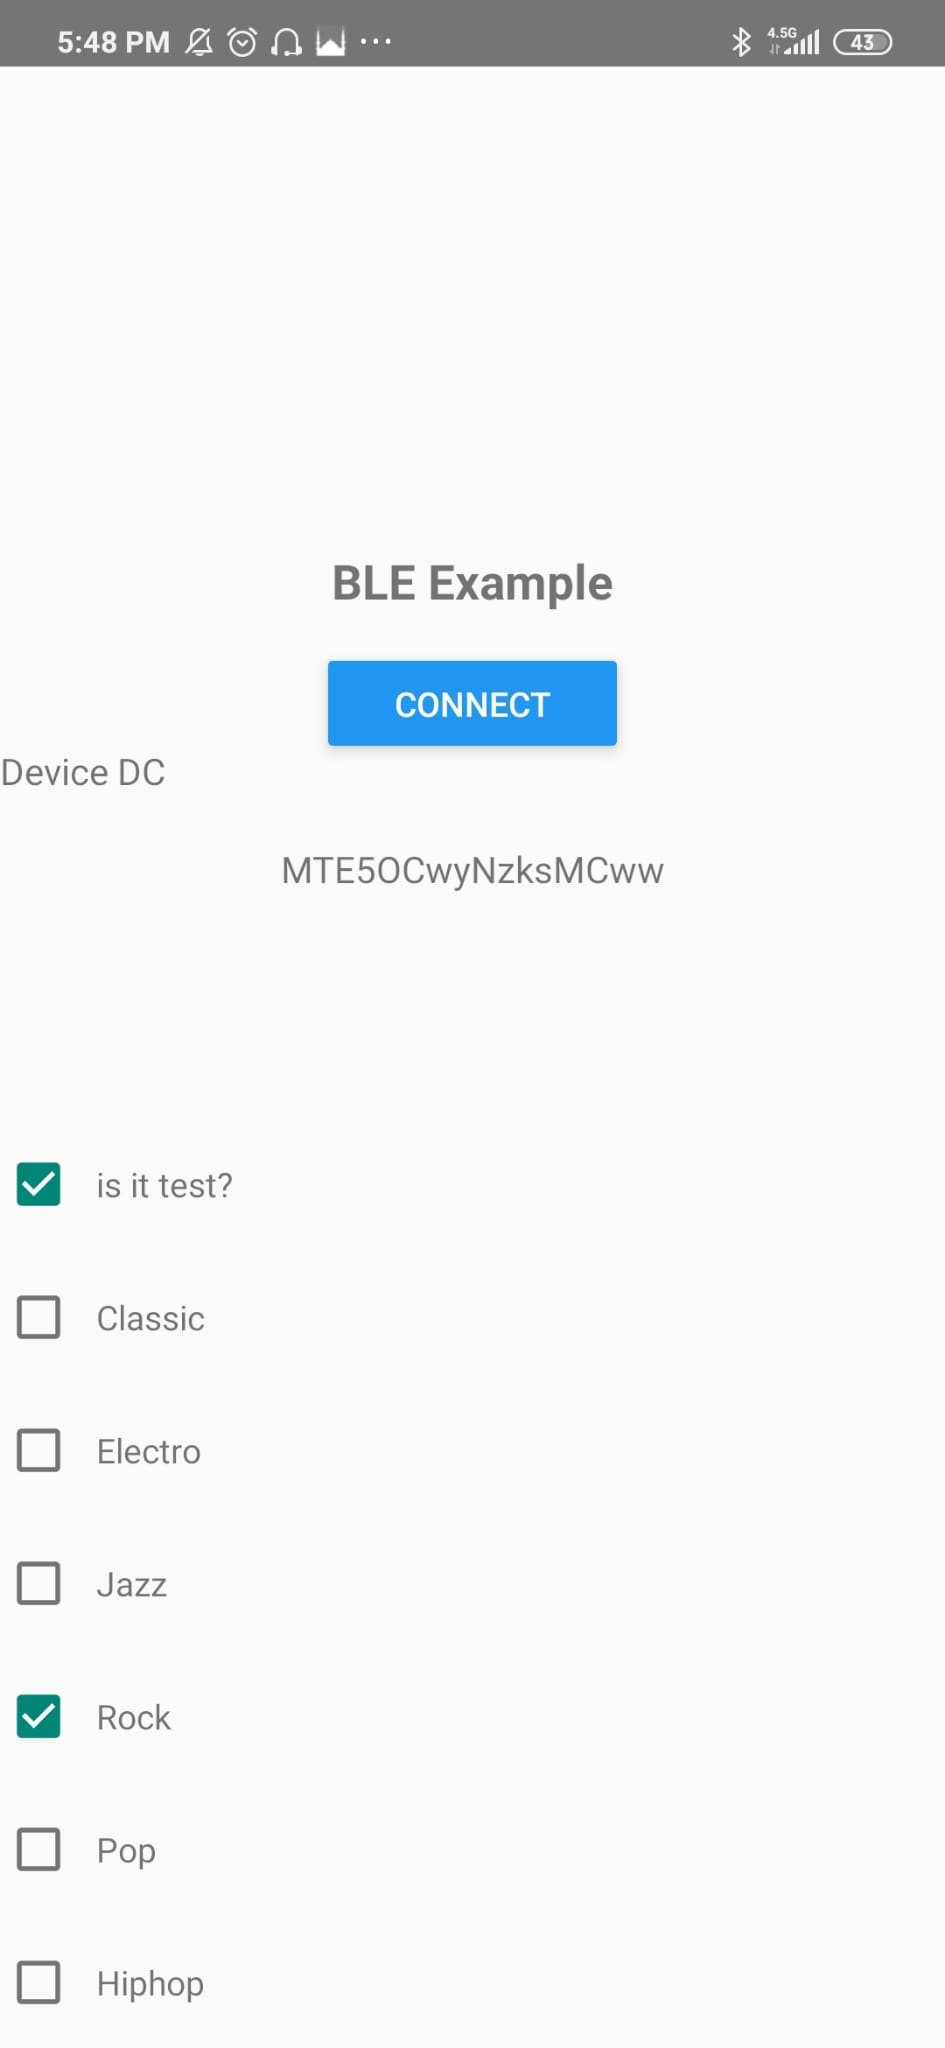 5:48 PM 4.5G 43
BLE Example
CONNECT
Device DC
MTE5OCwyNzksMCww
is it test?
Classic
Electro
Jazz
Rock
Pop
Hiphop